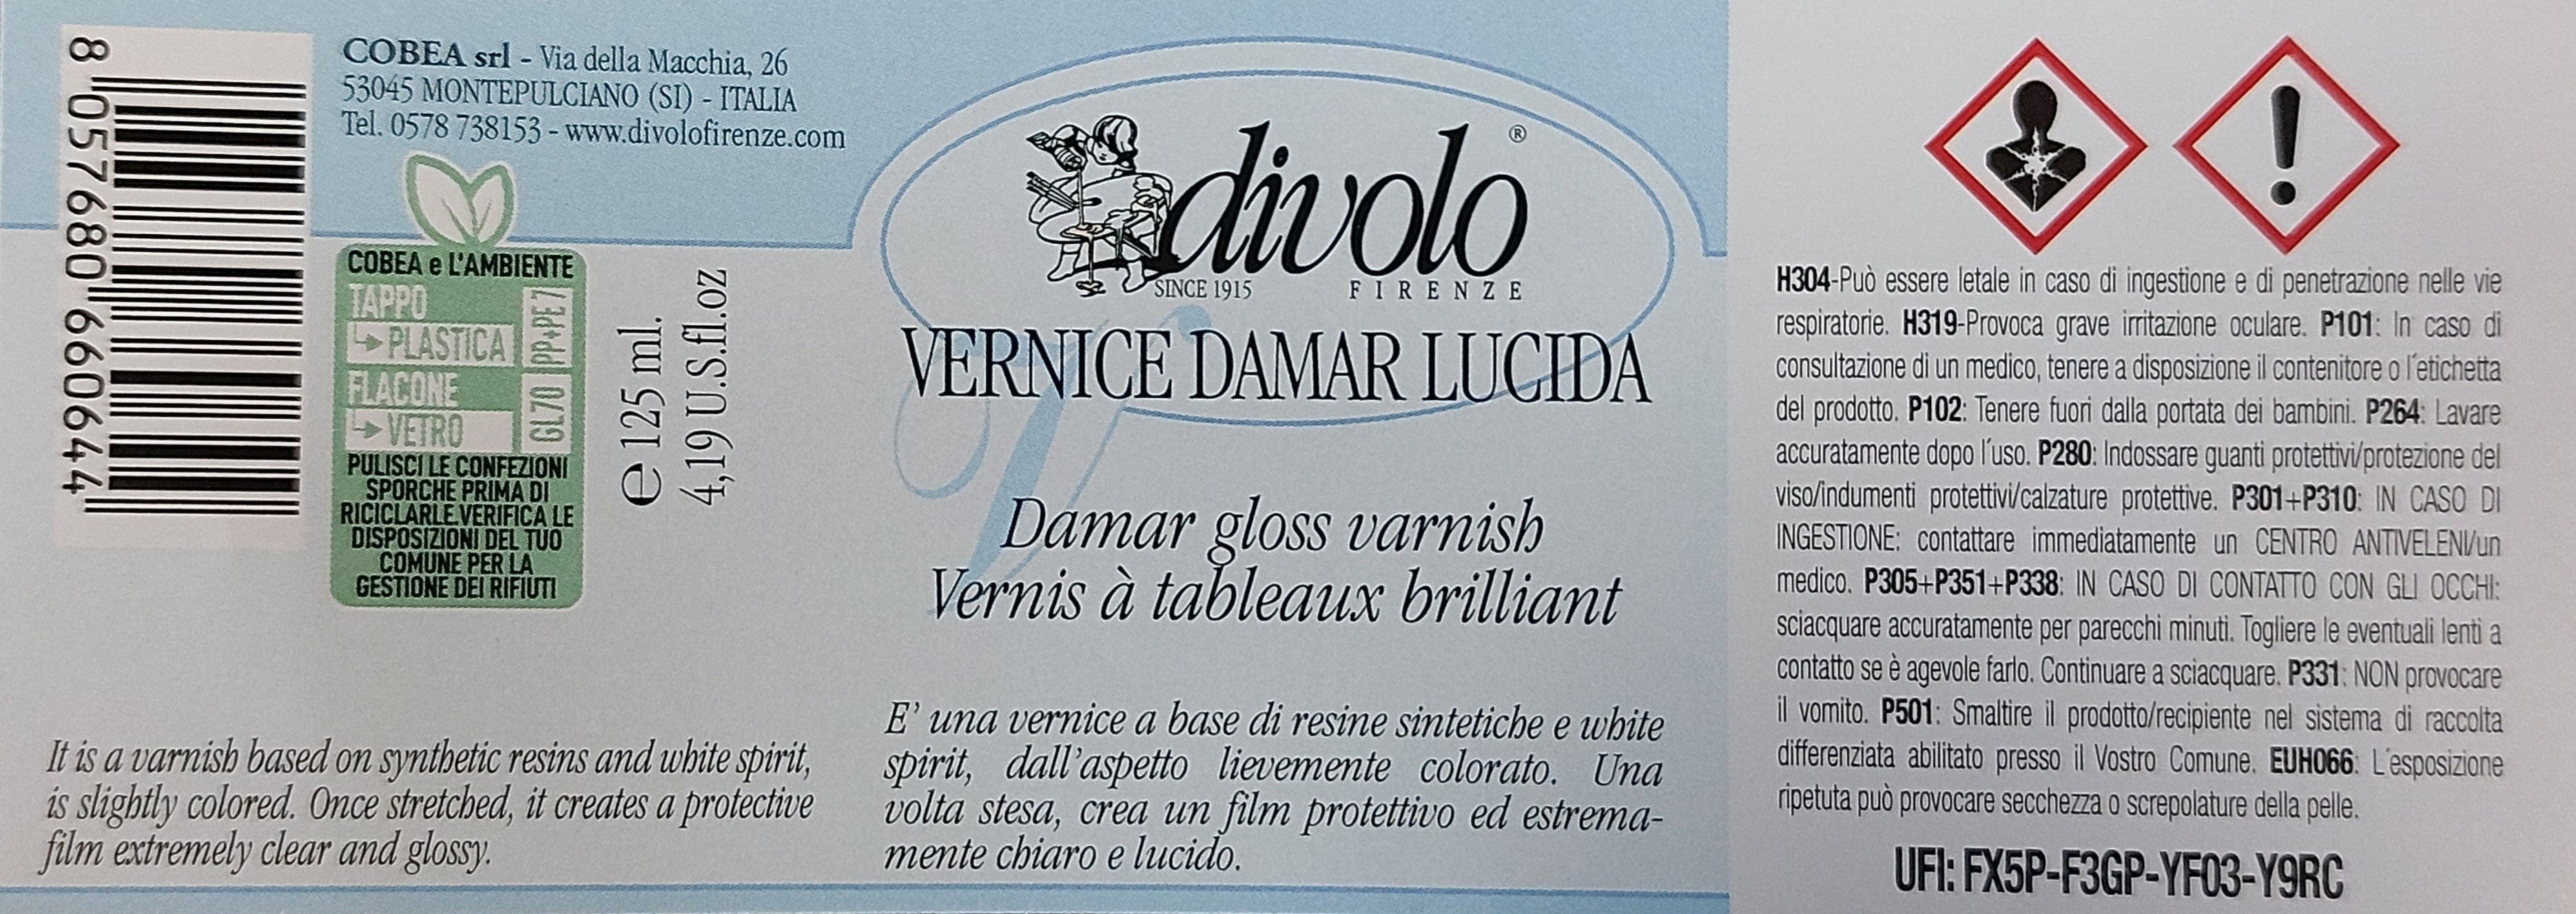 8 057680 660644
COBEA srl - Via della Macchia, 26
53045 MONTEPULCIANO (SI) - ITALIA
Tel. 0578 738153 - www.divolofirenze.com
COBEA e L'AMBIENTE
TAPPO
PLASTICA
PP+PE 7
FLACONE
VETRO
GL70
PULISCI LE CONFEZIONI
SPORCHE PRIMA DI
RICICLARLE.VERIFICA LE
DISPOSIZIONI DEL TUO
COMUNE PER LA
GESTIONE DEI RIFIUTI
e 125 ml.
4,19 U.S.fl.oz
It is a varnish based on synthetic resins and white spirit,
is slightly colored. Once stretched, it creates a protective
film extremely clear and glossy.
divolo ®
SINCE 1915 FIRENZE
VERNICE DAMAR LUCIDA
Damar gloss varnish
Vernis à tableaux brilliant
E' una vernice a base di resine sintetiche e white
spirit, dall'aspetto lievemente colorato. Una
volta stesa, crea un film protettivo ed estrema-
mente chiaro e lucido.
H304-Può essere letale in caso di ingestione e di penetrazione nelle vie
respiratorie. H319-Provoca grave irritazione oculare. P101: In caso di
consultazione di un medico, tenere a disposizione il contenitore o l´etichetta
del prodotto. P102: Tenere fuori dalla portata dei bambini. P264: Lavare
accuratamente dopo l´uso. P280: Indossare guanti protettivi/protezione del
viso/indumenti protettivi/calzature protettive. P301+P310: IN CASO DI
INGESTIONE: contattare immediatamente un CENTRO ANTIVELENI/un
medico. P305+P351+P338: IN CASO DI CONTATTO CON GLI OCCHI:
sciacquare accuratamente per parecchi minuti. Togliere le eventuali lenti a
contatto se è agevole farlo. Continuare a sciacquare. P331: NON provocare
il vomito. P501: Smaltire il prodotto/recipiente nel sistema di raccolta
differenziata abilitato presso il Vostro Comune. EUH066: L´esposizione
ripetuta può provocare secchezza o screpolature della pelle.
UFI: FX5P-F3GP-YF03-Y9RC